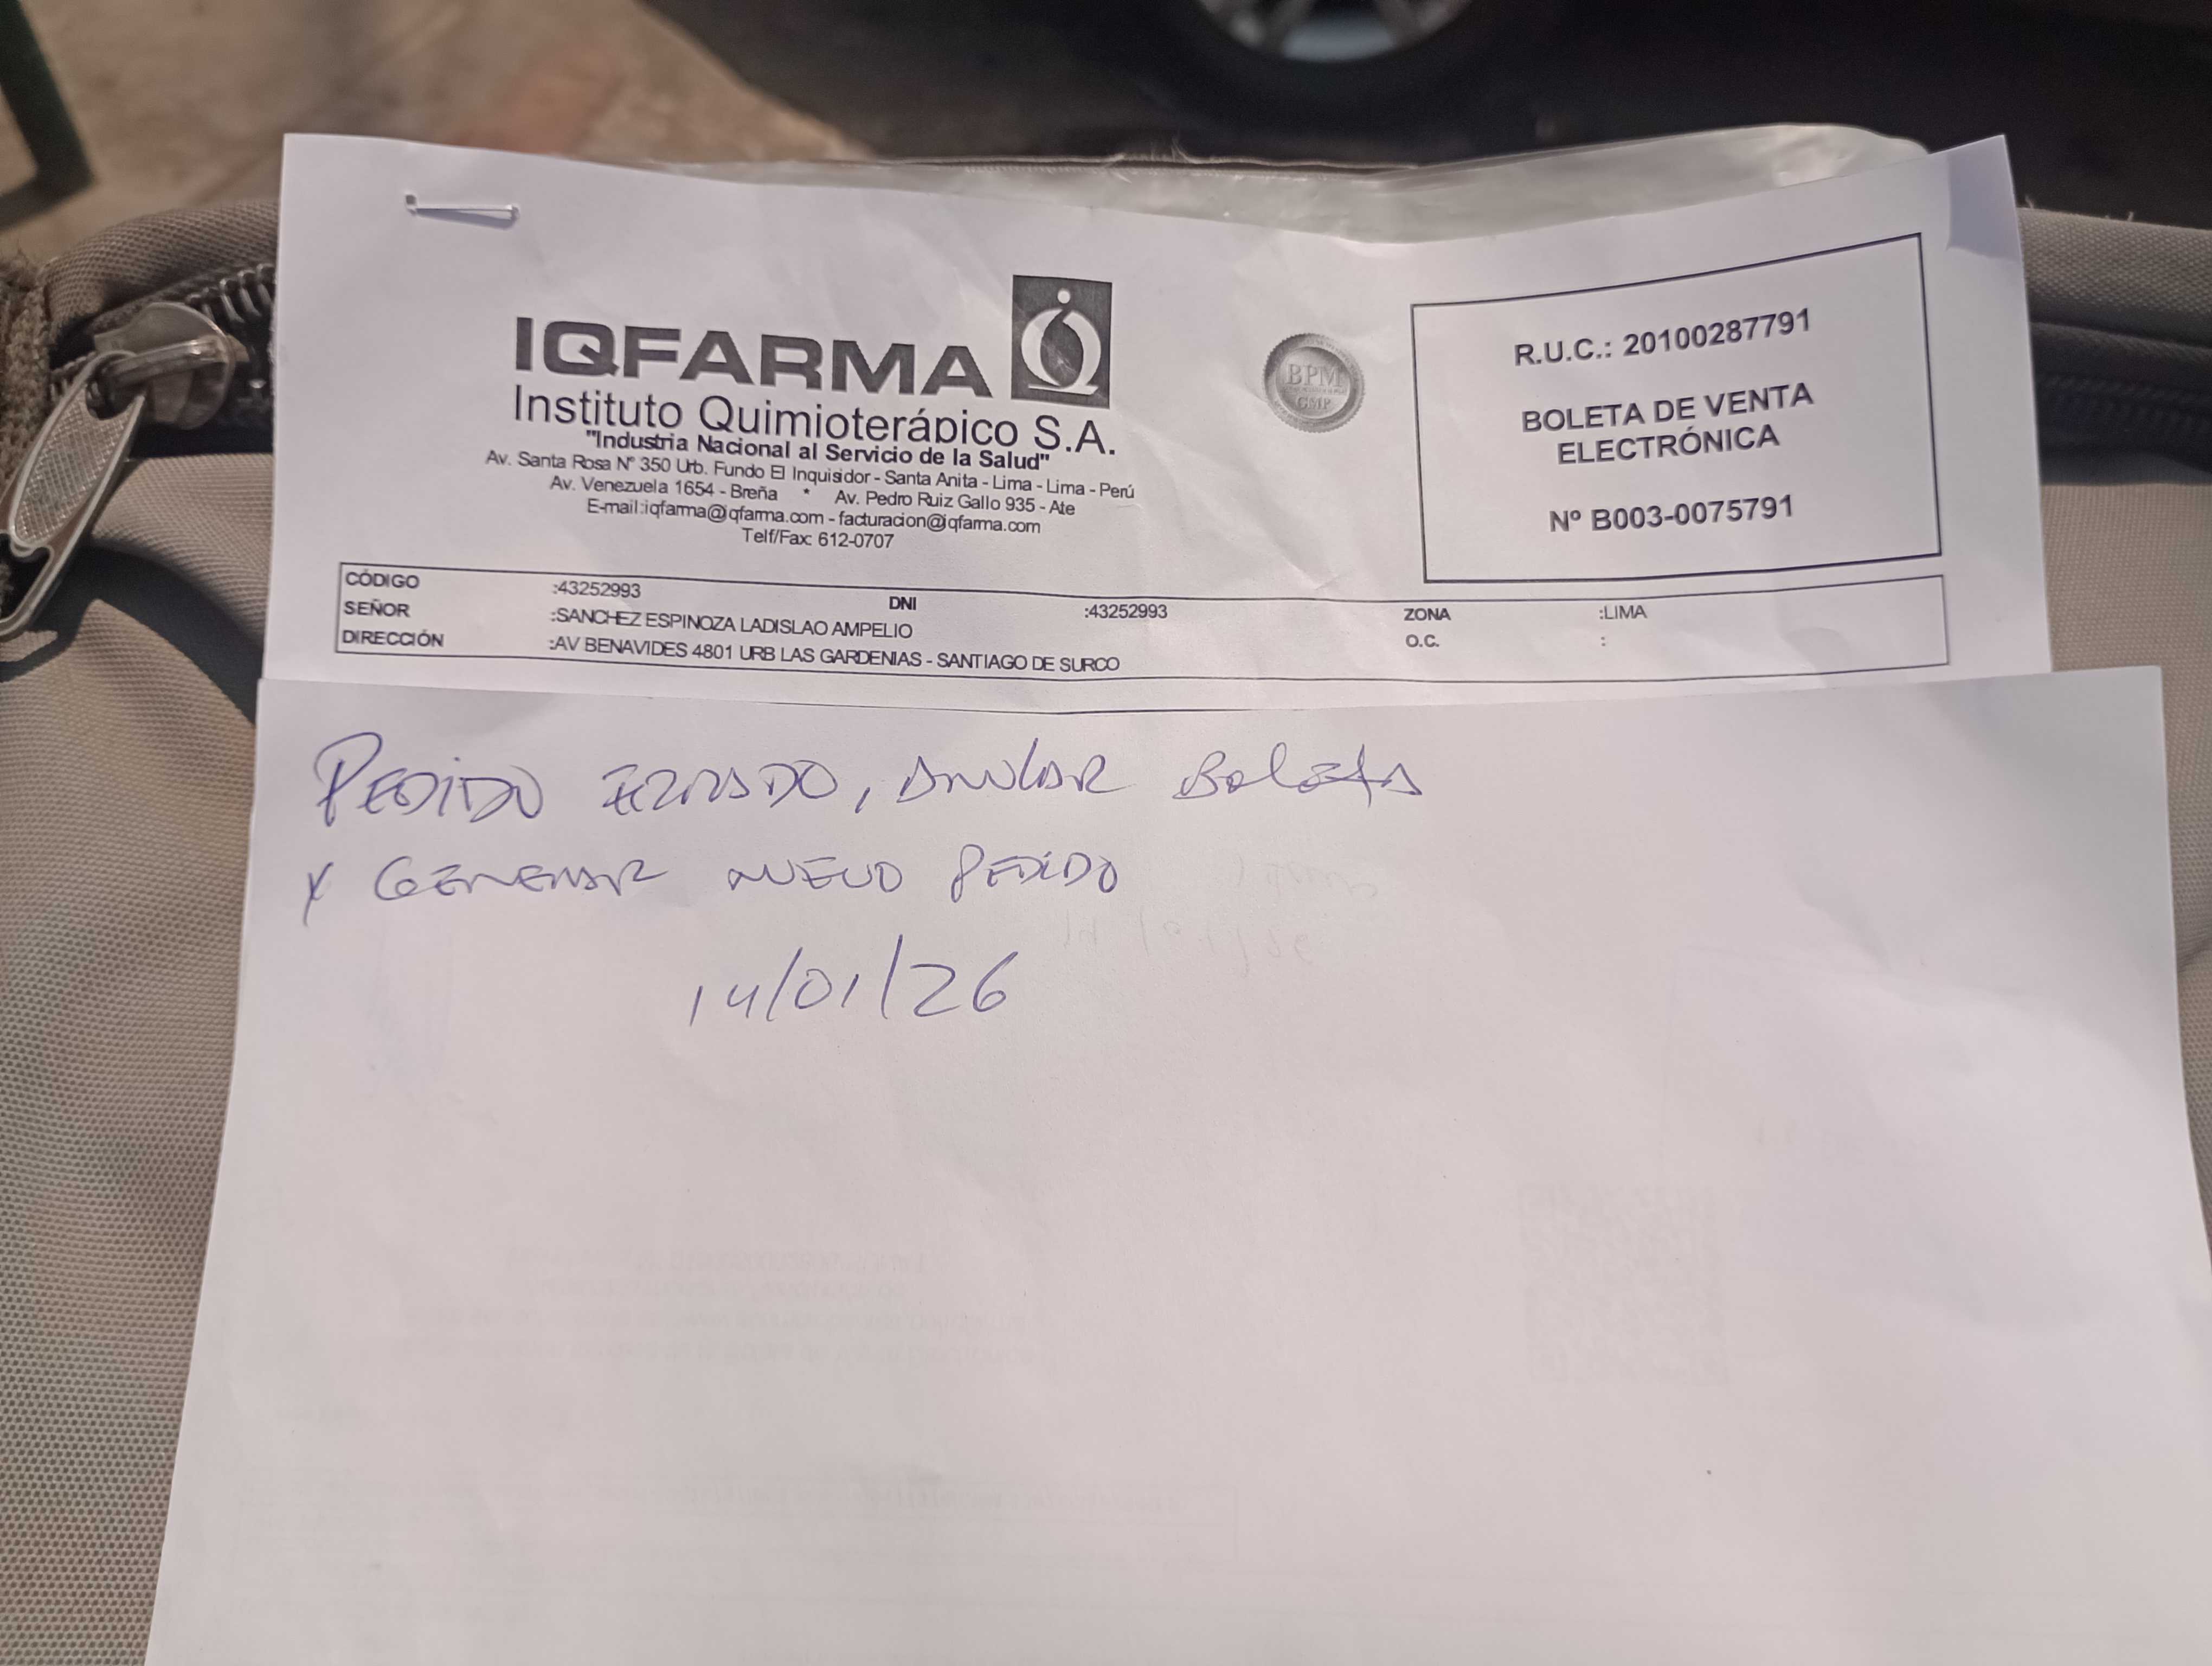 IQFARMA
Instituto Quimioterápico S.A.
"Industria Nacional al Servicio de la Salud"
Av. Santa Rosa N° 350 Urb. Fundo El Inquisidor - Santa Anita - Lima - Lima - Perú
Av. Venezuela 1654 - Breña * Av. Pedro Ruiz Gallo 935 - Ate
E-mail:iqfarma@iqfarma.com - facturacion@iqfarma.com
Telf/Fax: 612-0707
BPM
GMP
R.U.C.: 20100287791
BOLETA DE VENTA
ELECTRÓNICA
Nº B003-0075791
CÓDIGO :43252993 DNI :43252993 ZONA :LIMA
SEÑOR :SANCHEZ ESPINOZA LADISLAO AMPELIO O.C. :
DIRECCIÓN :AV BENAVIDES 4801 URB LAS GARDENIAS - SANTIAGO DE SURCO
PEDIDO ERRADO, ANULAR BOLETA
Y GENERAR NUEVO PEDIDO
14/01/26